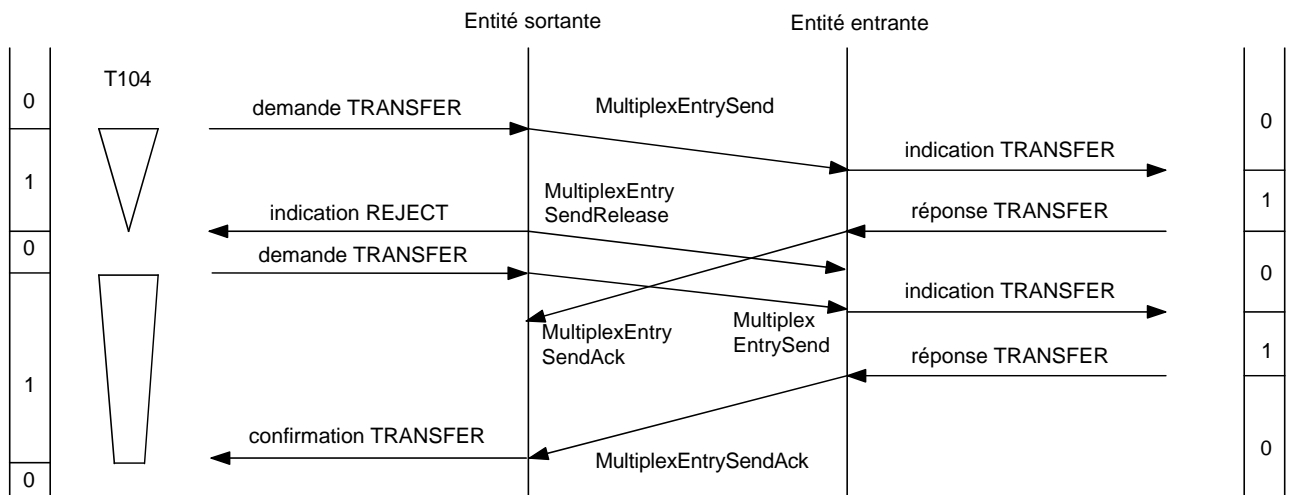 Entité sortante
Entité entrante
T104
0
demande TRANSFER
MultiplexEntrySend
0
indication TRANSFER
1
MultiplexEntry
SendRelease
1
indication REJECT
réponse TRANSFER
0
demande TRANSFER
0
indication TRANSFER
MultiplexEntry
SendAck
Multiplex
EntrySend
réponse TRANSFER
1
1
confirmation TRANSFER
MultiplexEntrySendAck
0
0